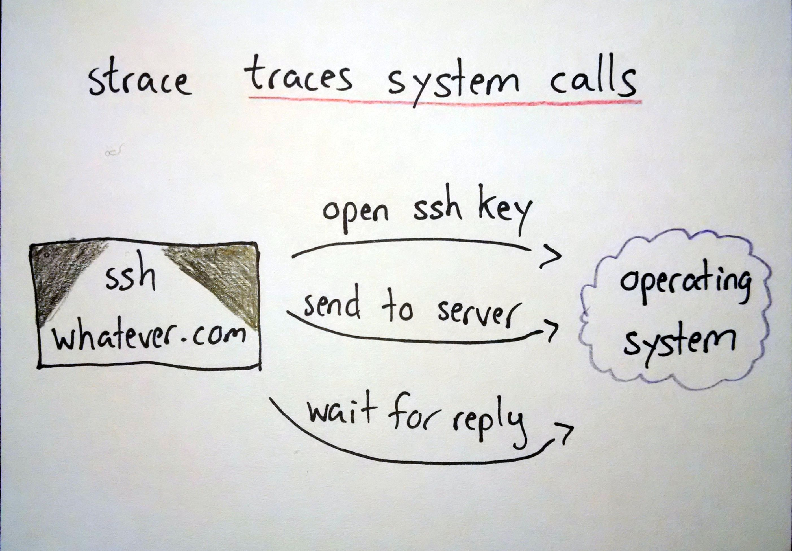 strace traces system calls
open ssh key
ssh
whatever.com
send to server
wait for reply
operating
system